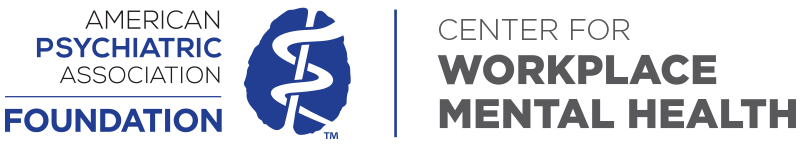 AMERICAN
PSYCHIATRIC
ASSOCIATION
FOUNDATION
TM
CENTER FOR
WORKPLACE
MENTAL HEALTH